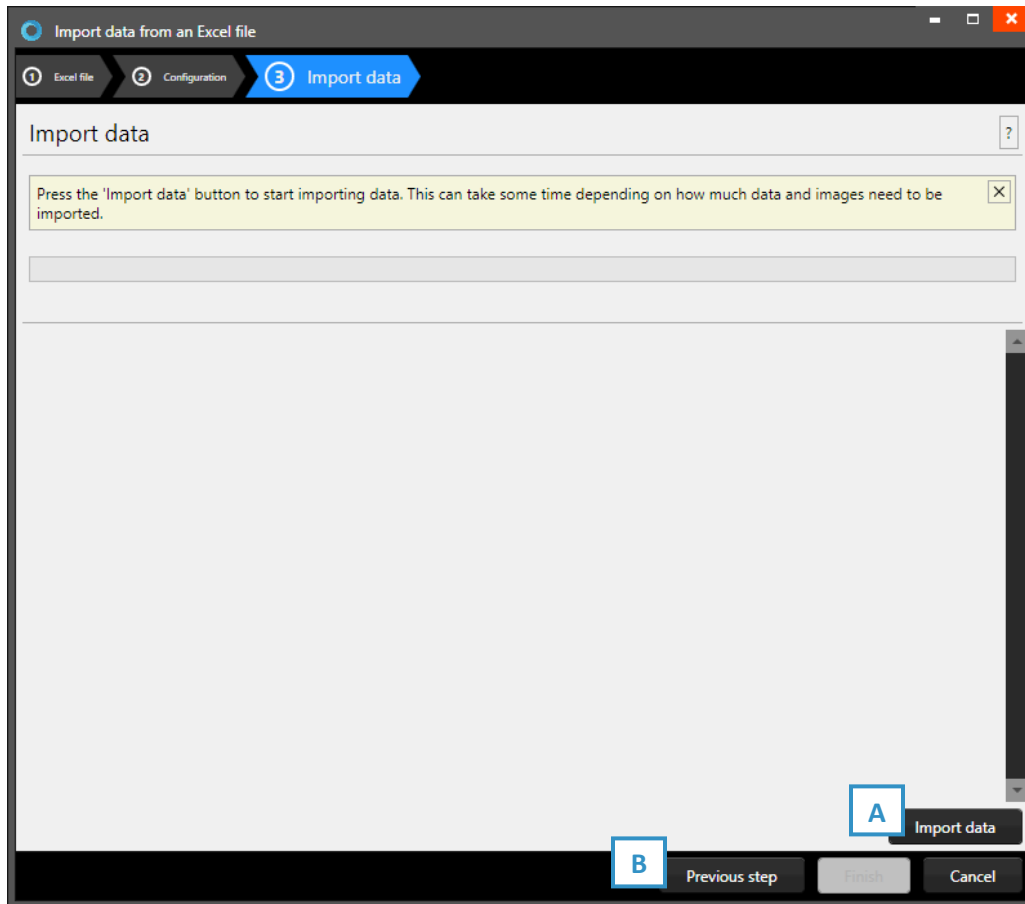 Import data from an Excel file
1 Excel file 2 Configuration 3 Import data
Import data
?
Press the 'Import data' button to start importing data. This can take some time depending on how much data and images need to be
imported.
A
Import data
B
Previous step Finish Cancel